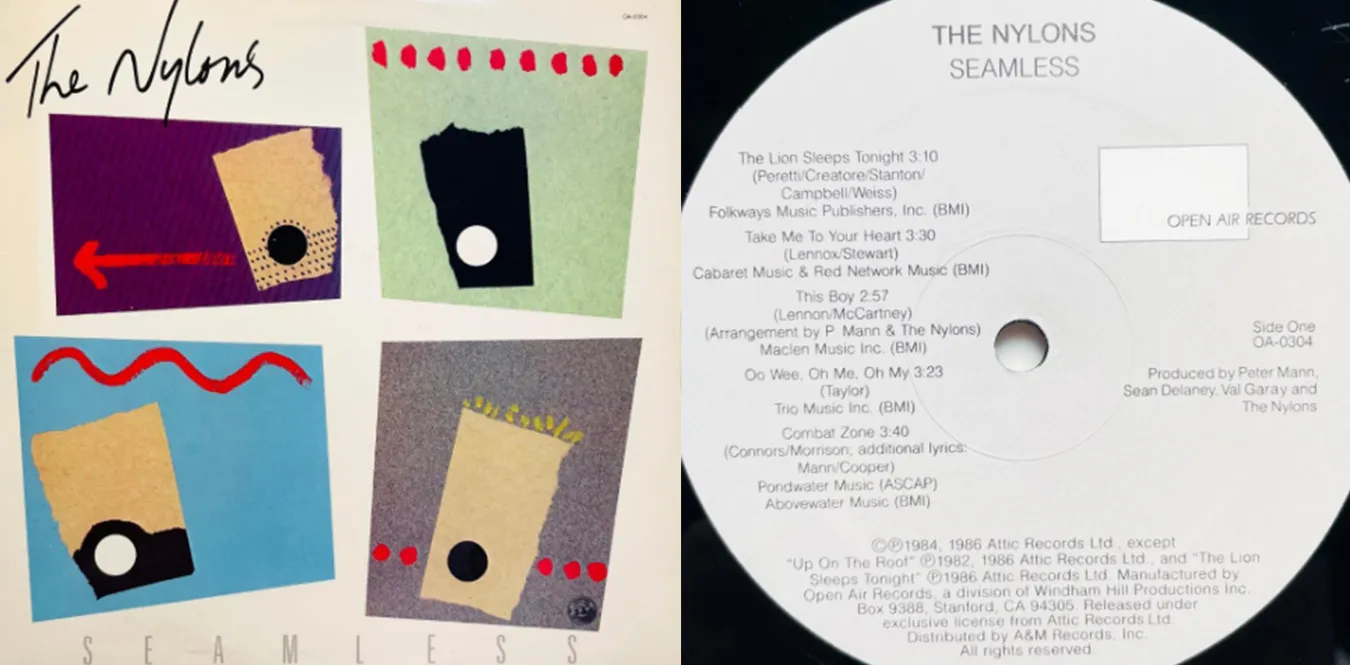 OA-0304
The Nylons
SEAMLESS
THE NYLONS
SEAMLESS
The Lion Sleeps Tonight 3:10
(Peretti/Creatore/Stanton/
Campbell/Weiss)
Folkways Music Publishers, Inc. (BMI)
Take Me To Your Heart 3:30
(Lennox/Stewart)
Cabaret Music & Red Network Music (BMI)
This Boy 2:57
(Lennon/McCartney)
(Arrangement by P. Mann & The Nylons)
Maclen Music Inc. (BMI)
Oo Wee, Oh Me, Oh My 3:23
(Taylor)
Trio Music Inc. (BMI)
Combat Zone 3:40
(Connors/Morrison; additional lyrics:
Mann/Cooper)
Pondwater Music (ASCAP)
Abovewater Music (BMI)
OPEN AIR RECORDS
Side One
OA-0304
Produced by Peter Mann,
Sean Delaney, Val Garay and
The Nylons
©℗1984, 1986 Attic Records Ltd., except
"Up On The Roof" ℗1982, 1986 Attic Records Ltd., and "The Lion
Sleeps Tonight" ℗1986 Attic Records Ltd. Manufactured by
Open Air Records, a division of Windham Hill Productions Inc.
Box 9388, Stanford, CA 94305. Released under
exclusive license from Attic Records Ltd.
Distributed by A&M Records, Inc.
All rights reserved.